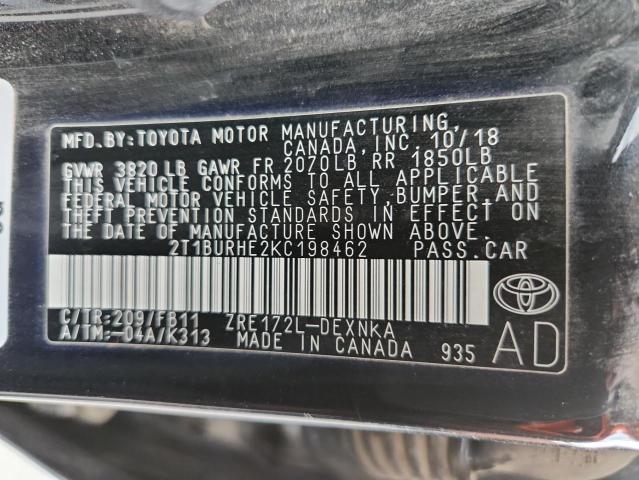 MFD.BY:TOYOTA MOTOR MANUFACTURING,
CANADA,INC. 10/18
GVWR 3820 LB GAWR FR 2070LB RR 1850LB
THIS VEHICLE CONFORMS TO ALL APPLICABLE
FEDERAL MOTOR VEHICLE SAFETY,BUMPER,AND
THEFT PREVENTION STANDARDS IN EFFECT ON
THE DATE OF MANUFACTURE SHOWN ABOVE.
2T1BURHE2KC198462 PASS.CAR
C/TR:209/FB11 ZRE172L-DEXNKA
A/TM:-04A/K313 MADE IN CANADA 935 AD